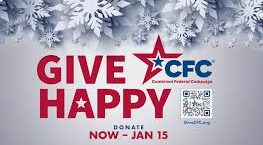 GIVE
CFC
Combined Federal Campaign
HAPPY
GiveCFC.org
DONATE
NOW – JAN 15